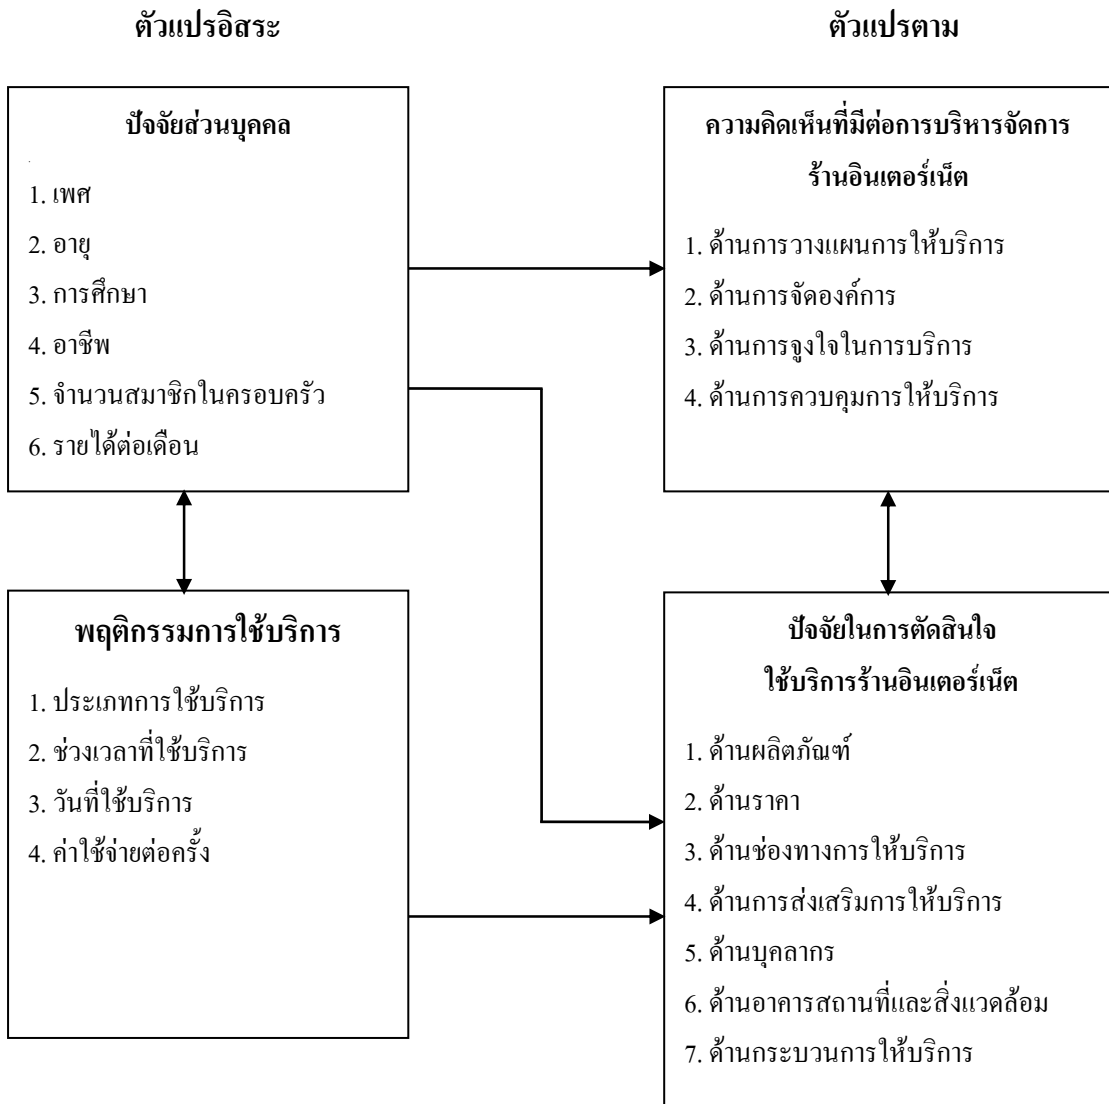 ตัวแปรอิสระ
ตัวแปรตาม
ปัจจัยส่วนบุคคล
1. เพศ
2. อายุ
3. การศึกษา
4. อาชีพ
5. จำนวนสมาชิกในครอบครัว
6. รายได้ต่อเดือน
ความคิดเห็นที่มีต่อการบริหารจัดการ
ร้านอินเตอร์เน็ต
1. ด้านการวางแผนการให้บริการ
2. ด้านการจัดองค์การ
3. ด้านการจูงใจในการบริการ
4. ด้านการควบคุมการให้บริการ
พฤติกรรมการใช้บริการ
1. ประเภทการใช้บริการ
2. ช่วงเวลาที่ใช้บริการ
3. วันที่ใช้บริการ
4. ค่าใช้จ่ายต่อครั้ง
ปัจจัยในการตัดสินใจ
ใช้บริการร้านอินเตอร์เน็ต
1. ด้านผลิตภัณฑ์
2. ด้านราคา
3. ด้านช่องทางการให้บริการ
4. ด้านการส่งเสริมการให้บริการ
5. ด้านบุคลากร
6. ด้านอาคารสถานที่และสิ่งแวดล้อม
7. ด้านกระบวนการให้บริการ